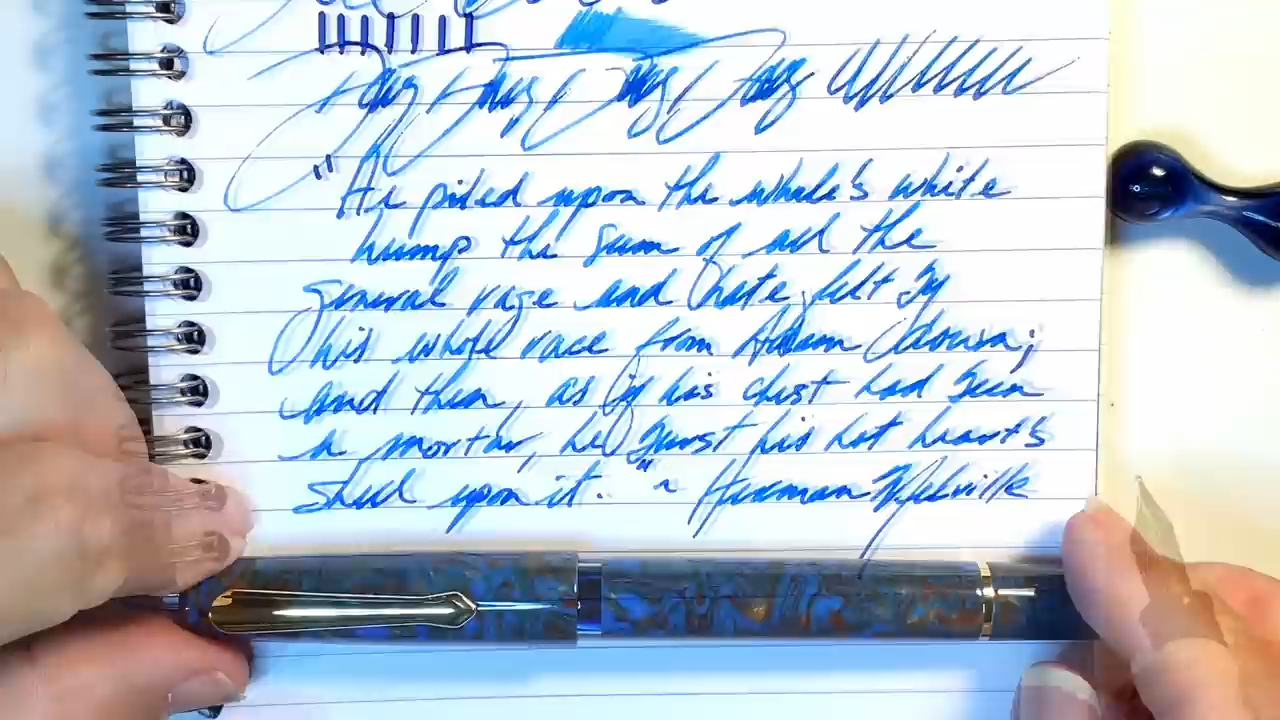 "He piled upon the whale's white
hump the sum of all the
general rage and hate felt by
his whole race from Adam down;
and then, as if his chest had been
a mortar, he burst his hot heart's
shell upon it." ~ Herman Melville